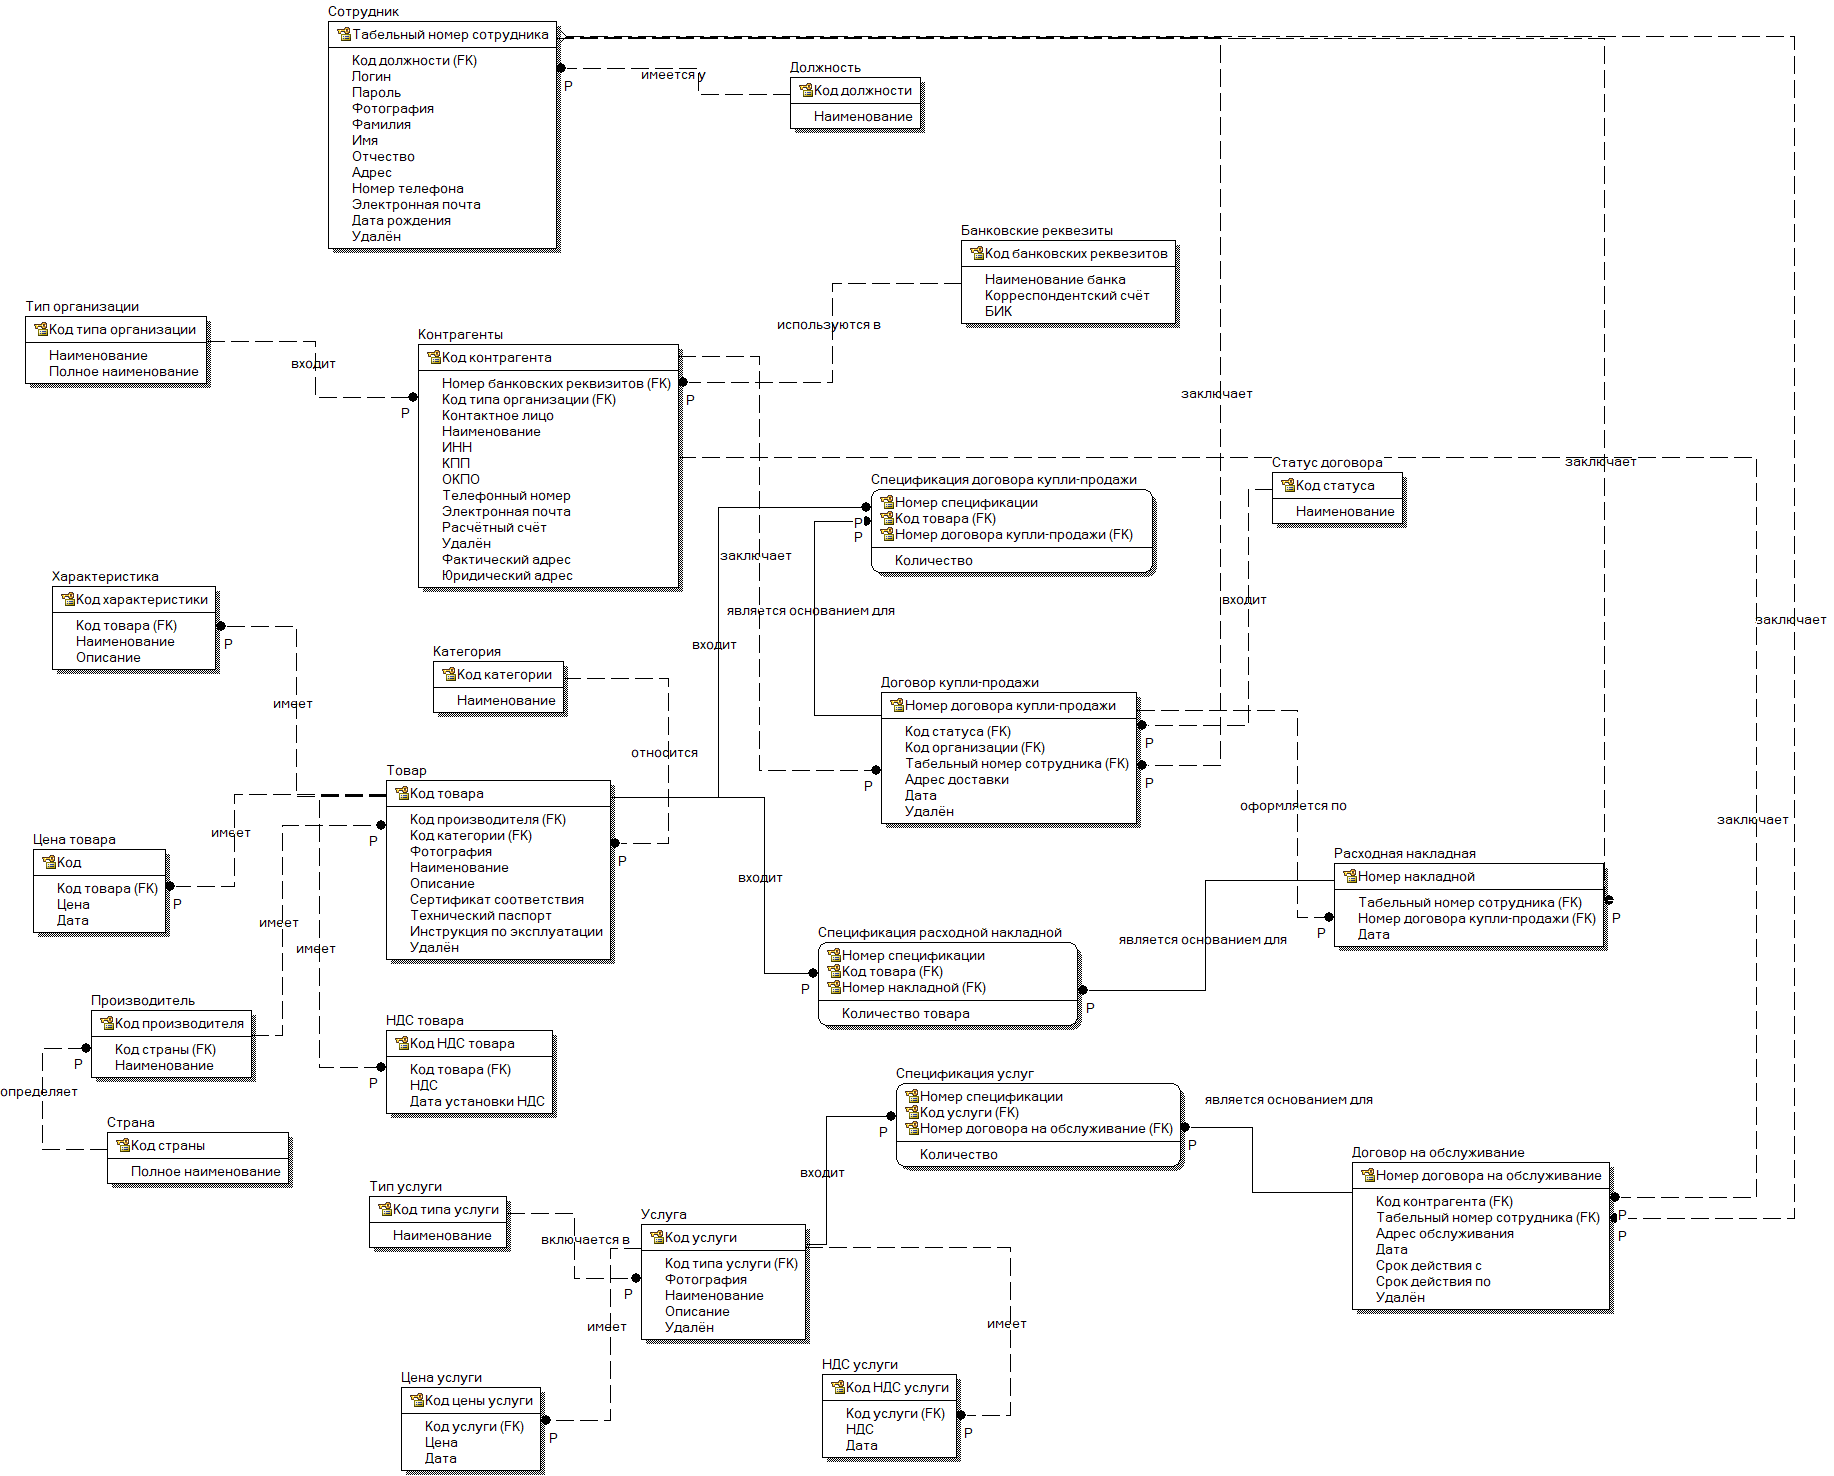 Сотрудник
Табельный номер сотрудника
Код должности (FK)
Логин
Пароль
Фотография
Фамилия
Имя
Отчество
Адрес
Номер телефона
Электронная почта
Дата рождения
Удалён
P
имеется у
Должность
Код должности
Наименование
Банковские реквезиты
Код банковских реквезитов
Наименование банка
Корреспондентский счёт
БИК
используются в
Тип организации
Код типа организации
Наименование
Полное наименование
входит
P
Контрагенты
Код контрагента
Номер банковских реквизитов (FK)
Код типа организации (FK)
Контактное лицо
Наименование
ИНН
КПП
ОКПО
Телефонный номер
Электронная почта
Расчётный счёт
Удалён
Фактический адрес
Юридический адрес
P
заключает
заключает
Статус договора
Код статуса
Наименование
Спецификация договора купли-продажи
Номер спецификации
Код товара (FK)
Номер договора купли-продажи (FK)
Количество
P
P
заключает
является основанием для
входит
входит
заключает
Характеристика
Код характеристики
Код товара (FK)
Наименование
Описание
P
имеет
Категория
Код категории
Наименование
относится
Договор купли-продажи
Номер договора купли-продажи
Код статуса (FK)
Код организации (FK)
Табельный номер сотрудника (FK)
Адрес доставки
Дата
Удалён
P
P
P
оформляется по
заключает
Товар
Код товара
Код производителя (FK)
Код категории (FK)
Фотография
Наименование
Описание
Сертификат соответствия
Технический паспорт
Инструкция по эксплуатации
Удалён
P
P
Цена товара
Код
Код товара (FK)
Цена
Дата
P
имеет
имеет
имеет
входит
Расходная накладная
Номер накладной
Табельный номер сотрудника (FK)
Номер договора купли-продажи (FK)
Дата
P
P
Спецификация расходной накладной
Номер спецификации
Код товара (FK)
Номер накладной (FK)
Количество товара
P
P
является основанием для
Производитель
Код производителя
Код страны (FK)
Наименование
P
определяет
Страна
Код страны
Полное наименование
НДС товара
Код НДС товара
Код товара (FK)
НДС
Дата установки НДС
P
Спецификация услуг
Номер спецификации
Код услуги (FK)
Номер договора на обслуживание (FK)
Количество
P
P
является основанием для
входит
Договор на обслуживание
Номер договора на обслуживание
Код контрагента (FK)
Табельный номер сотрудника (FK)
Адрес обслуживания
Дата
Срок действия с
Срок действия по
Удалён
P
P
Тип услуги
Код типа услуги
Наименование
включается в
P
Услуга
Код услуги
Код типа услуги (FK)
Фотография
Наименование
Описание
Удалён
имеет
имеет
Цена услуги
Код цены услуги
Код услуги (FK)
Цена
Дата
P
НДС услуги
Код НДС услуги
Код услуги (FK)
НДС
Дата
P